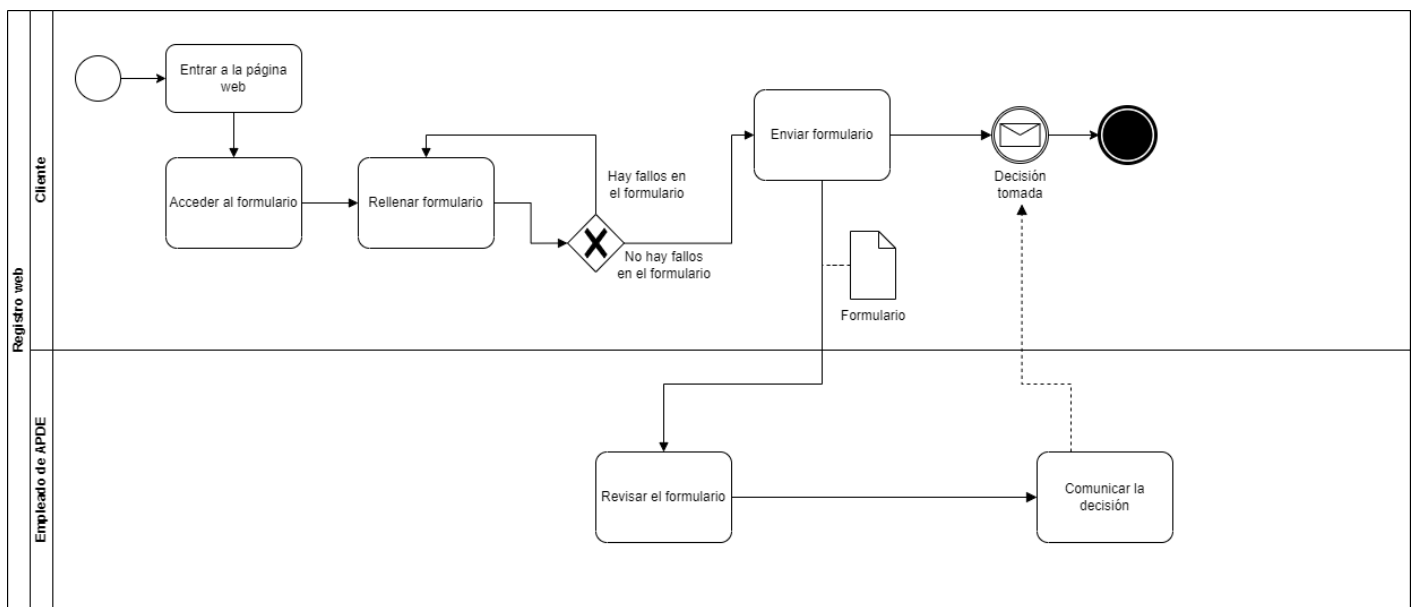 Registro web
Cliente
Entrar a la página
web
Acceder al formulario
Rellenar formulario
Hay fallos en
el formulario
No hay fallos
en el formulario
Enviar formulario
Formulario
Decisión
tomada
Empleado de APDE
Revisar el formulario
Comunicar la
decisión